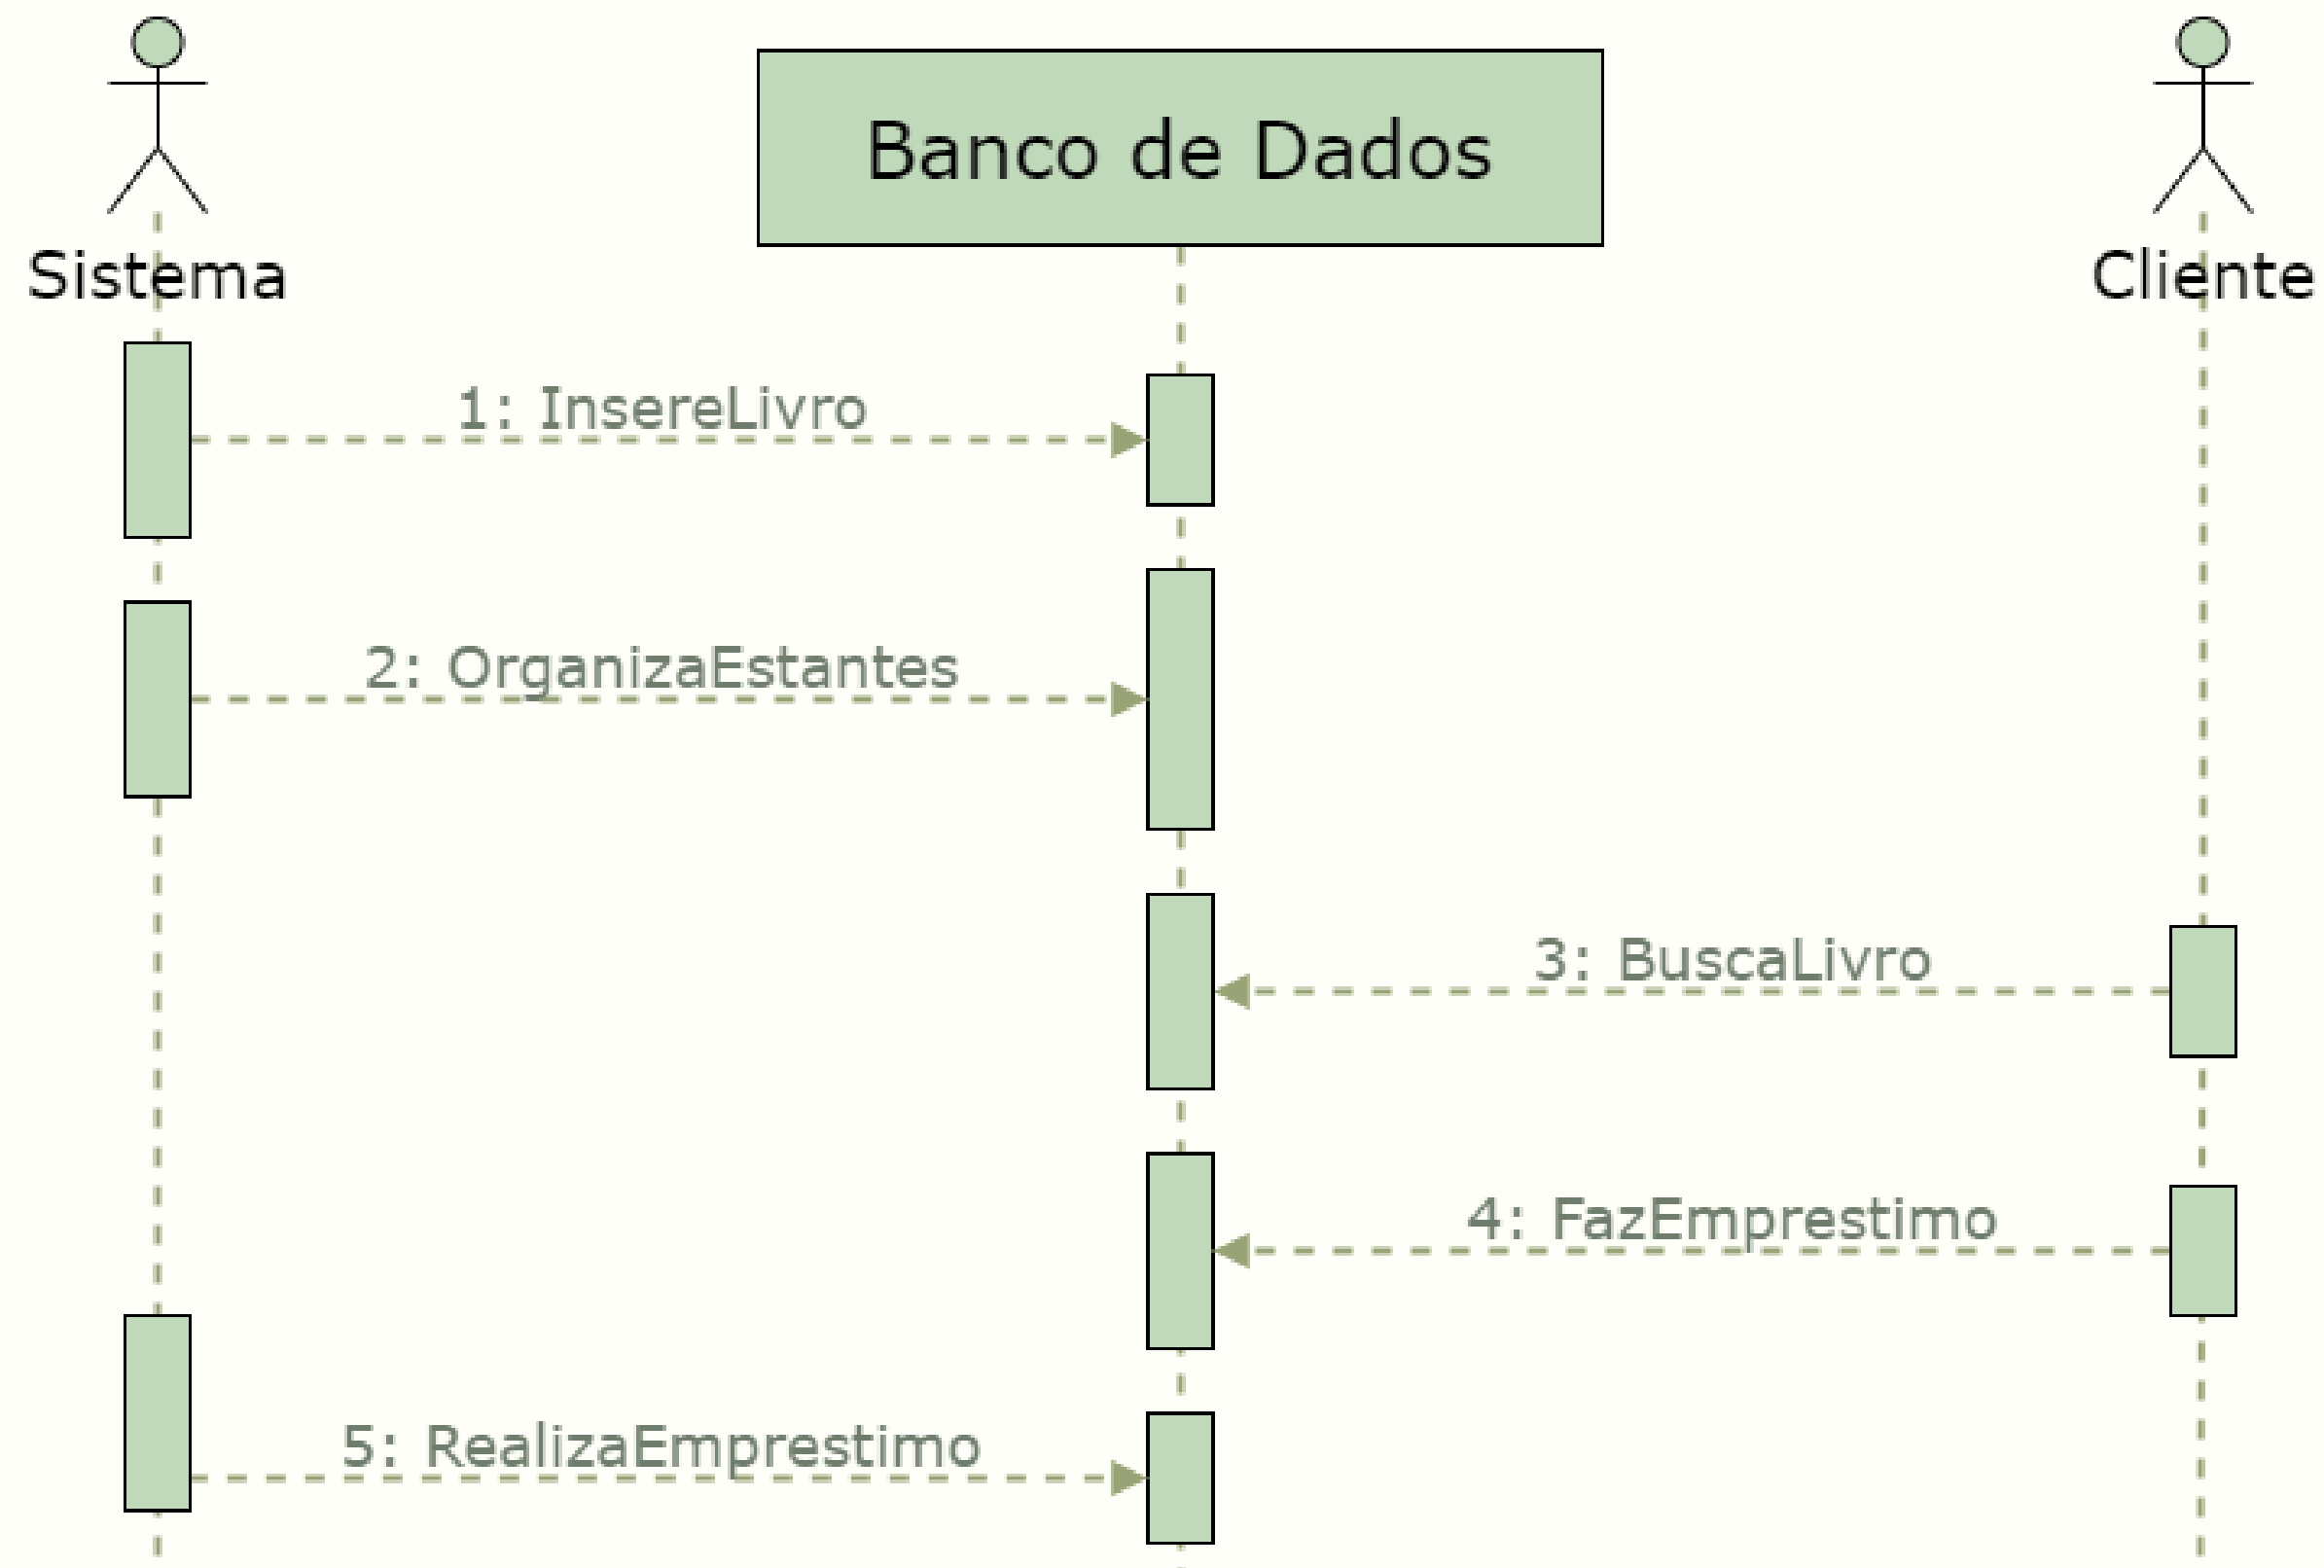 Banco de Dados
Sistema
Cliente
1: InsereLivro
2: OrganizaEstantes
3: BuscaLivro
4: FazEmprestimo
5: RealizaEmprestimo